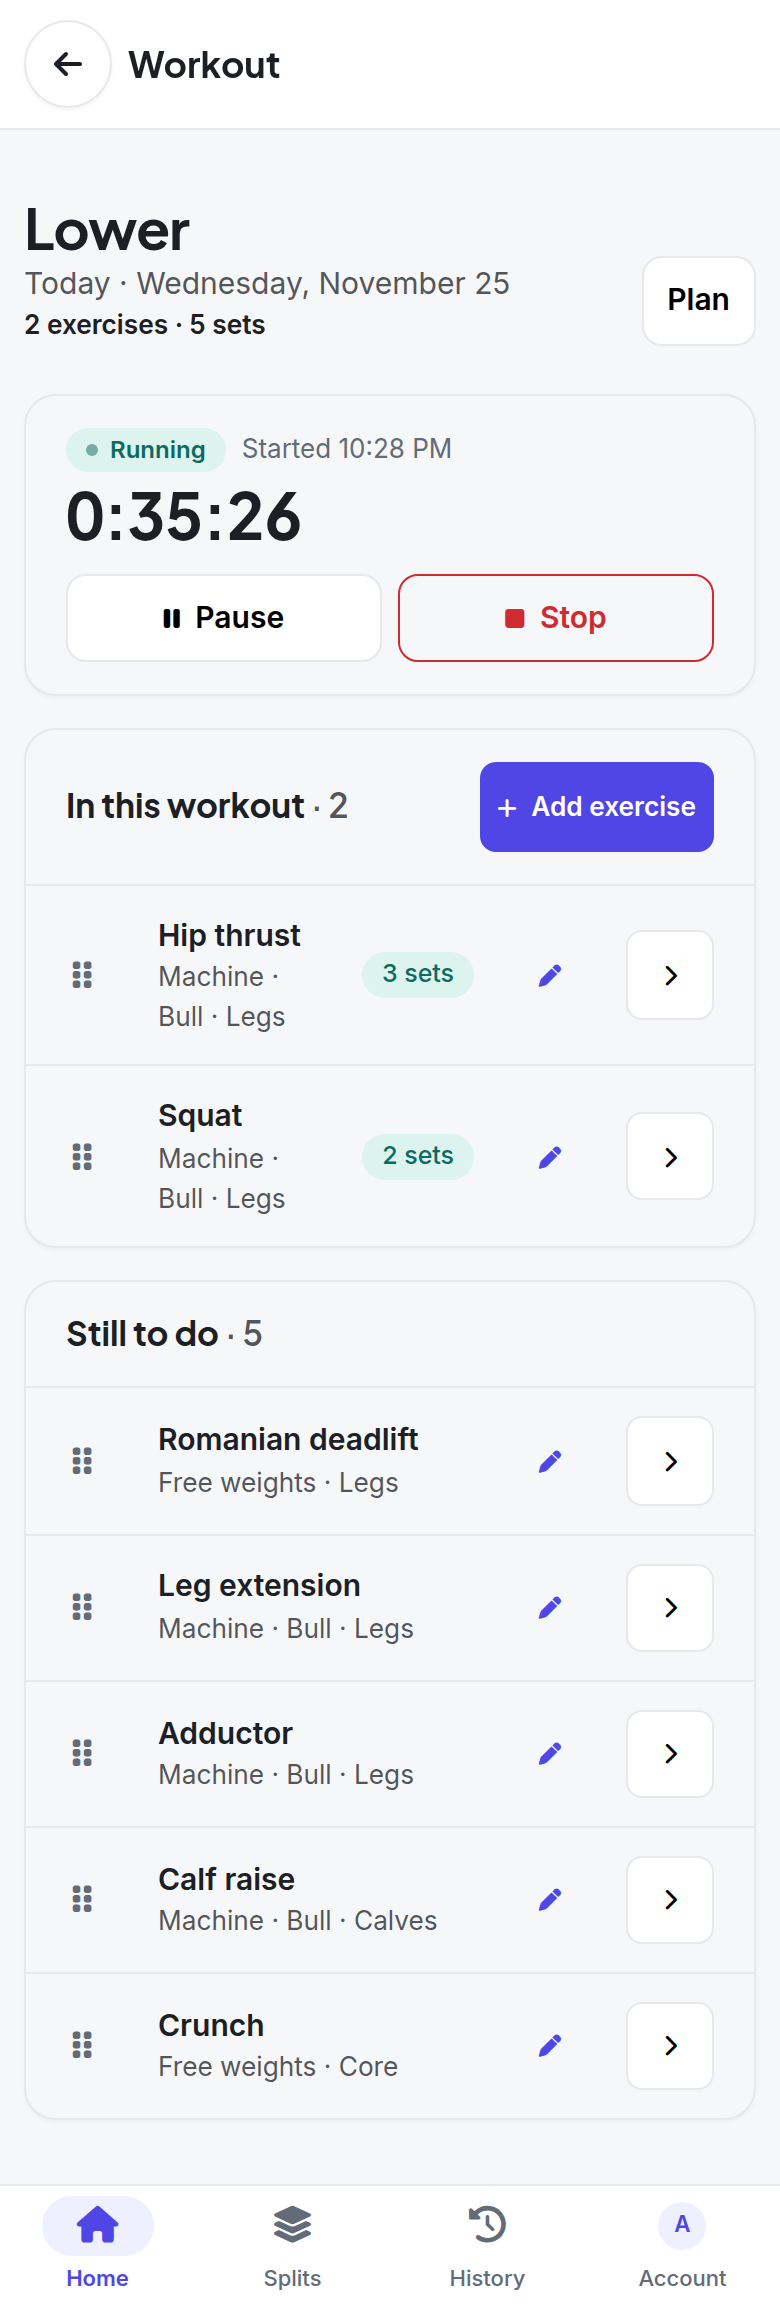 Workout
Lower
Today · Wednesday, November 25
2 exercises · 5 sets
Plan
Running
Started 10:28 PM
0:35:26
Pause
Stop
In this workout · 2
+ Add exercise
Hip thrust
Machine ·
Bull · Legs
3 sets
Squat
Machine ·
Bull · Legs
2 sets
Still to do · 5
Romanian deadlift
Free weights · Legs
Leg extension
Machine · Bull · Legs
Adductor
Machine · Bull · Legs
Calf raise
Machine · Bull · Calves
Crunch
Free weights · Core
Home
Splits
History
A
Account